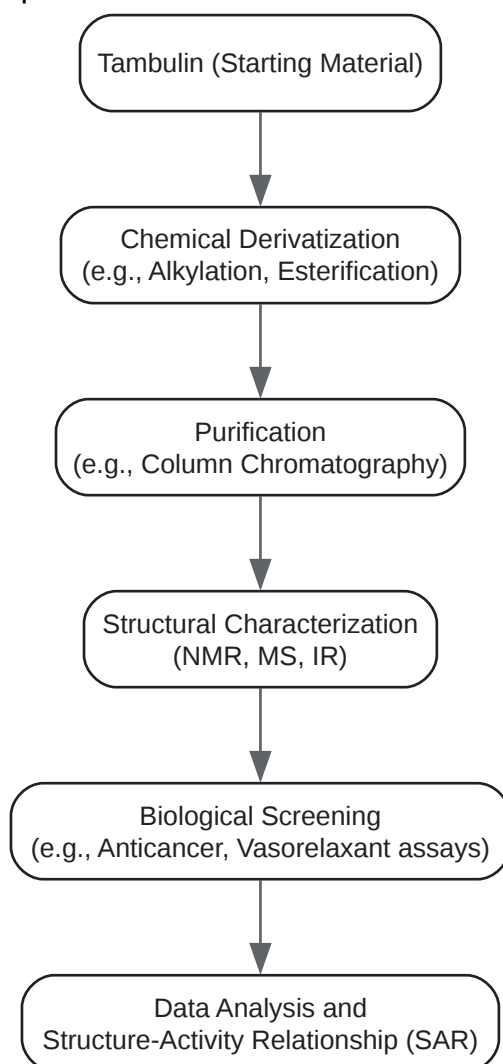 Tambulin (Starting Material)
Chemical Derivatization
(e.g., Alkylation, Esterification)
Purification
(e.g., Column Chromatography)
Structural Characterization
(NMR, MS, IR)
Biological Screening
(e.g., Anticancer, Vasorelaxant assays)
Data Analysis and
Structure-Activity Relationship (SAR)